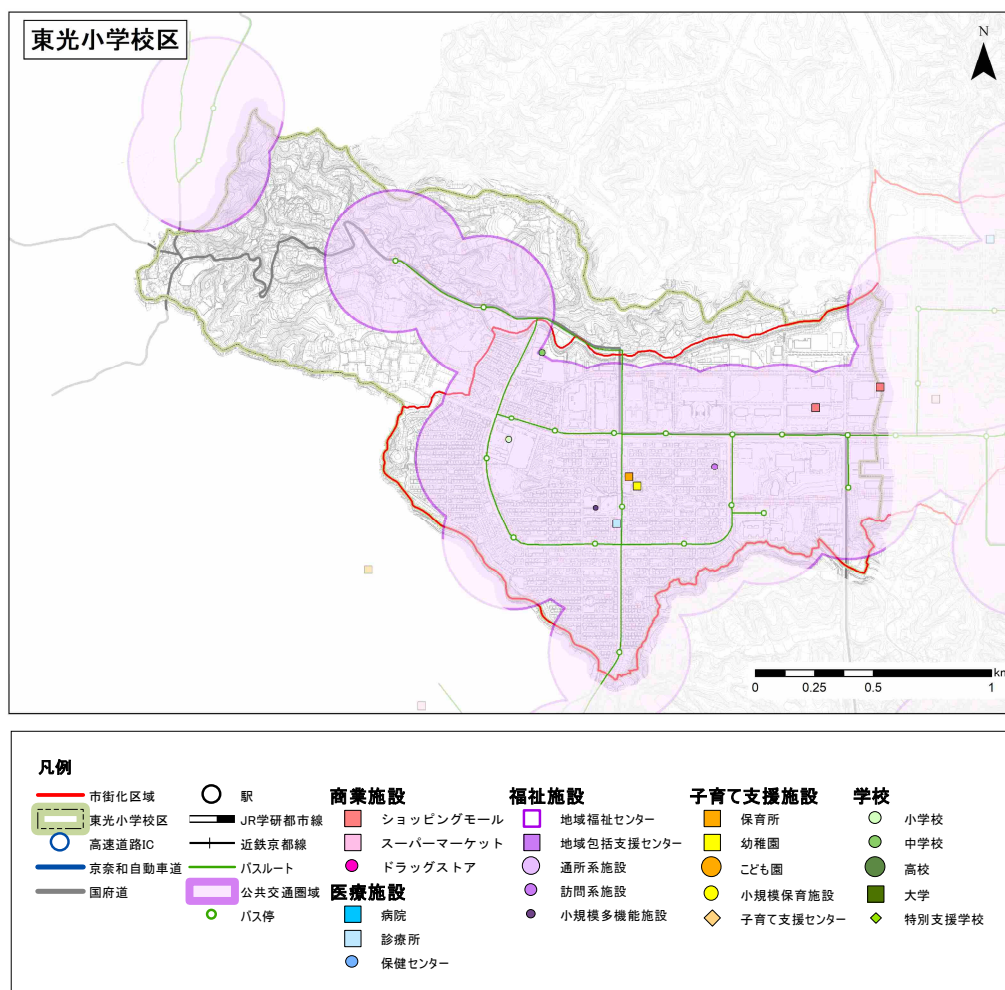 東光小学校区
N
km
0 0.25 0.5 1
凡例
市街化区域
東光小学校区
高速道路IC
京奈和自動車道
国府道
駅
JR学研都市線
近鉄京都線
バスルート
公共交通圏域
バス停
商業施設
ショッピングモール
スーパーマーケット
ドラッグストア
医療施設
病院
診療所
保健センター
福祉施設
地域福祉センター
地域包括支援センター
通所系施設
訪問系施設
小規模多機能施設
子育て支援施設
保育所
幼稚園
こども園
小規模保育施設
子育て支援センター
学校
小学校
中学校
高校
大学
特別支援学校